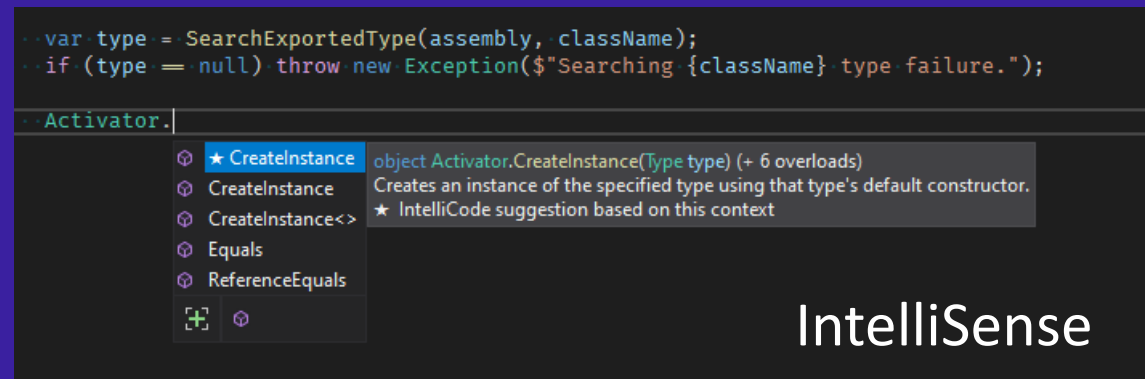 var type = SearchExportedType(assembly, className);
if (type == null) throw new Exception($"Searching {className} type failure.");
Activator.
★ CreateInstance
CreateInstance
CreateInstance<>
Equals
ReferenceEquals
object Activator.CreateInstance(Type type) (+ 6 overloads)
Creates an instance of the specified type using that type's default constructor.
★ IntelliCode suggestion based on this context
IntelliSense